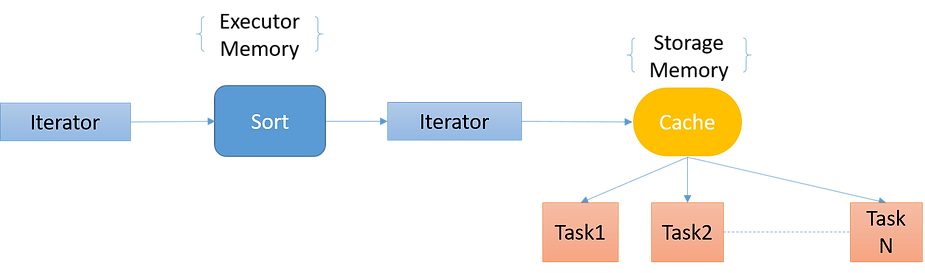 Executor
Memory
Storage
Memory
Iterator
Sort
Iterator
Cache
Task1
Task2
Task
N